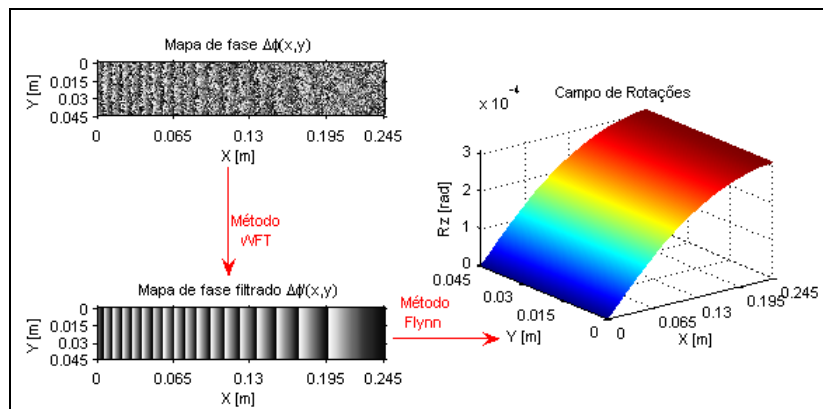 Mapa de fase Δϕ(x,y)
Y [m]
0
0.015
0.03
0.045
0 0.065 0.13 0.195 0.245
X [m]
Método
WFT
Mapa de fase filtrado Δϕ'(x,y)
Y [m]
0
0.015
0.03
0.045
0 0.065 0.13 0.195 0.245
X [m]
Método
Flynn
x 10⁻⁴
Campo de Rotações
Rz [rad]
3
2
1
0
0.045
0.03
0.015
0
Y [m]
0
0.065
0.13
0.195
0.245
X [m]